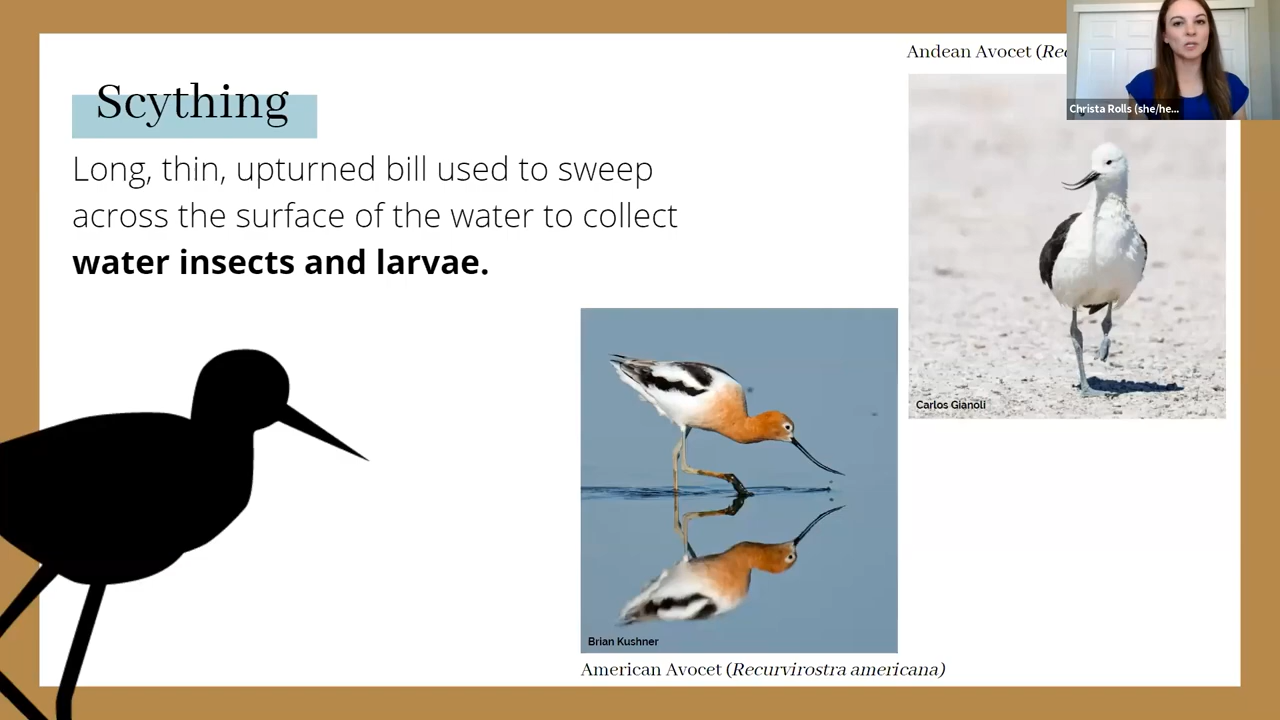 Scything
Long, thin, upturned bill used to sweep
across the surface of the water to collect
water insects and larvae.
Andean Avocet
Christa Rolls (she/he...
Carlos Gianoli
Brian Kushner
American Avocet (Recurvirostra americana)